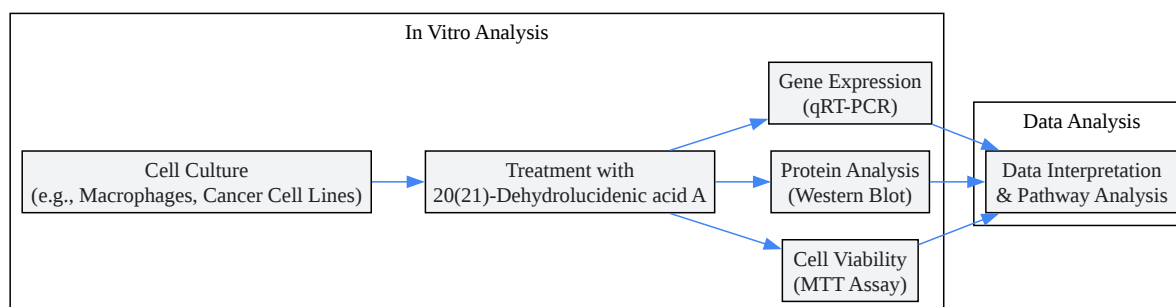 In Vitro Analysis
Cell Culture
(e.g., Macrophages, Cancer Cell Lines)
Treatment with
20(21)-Dehydrolucidenic acid A
Gene Expression
(qRT-PCR)
Protein Analysis
(Western Blot)
Cell Viability
(MTT Assay)
Data Analysis
Data Interpretation
& Pathway Analysis